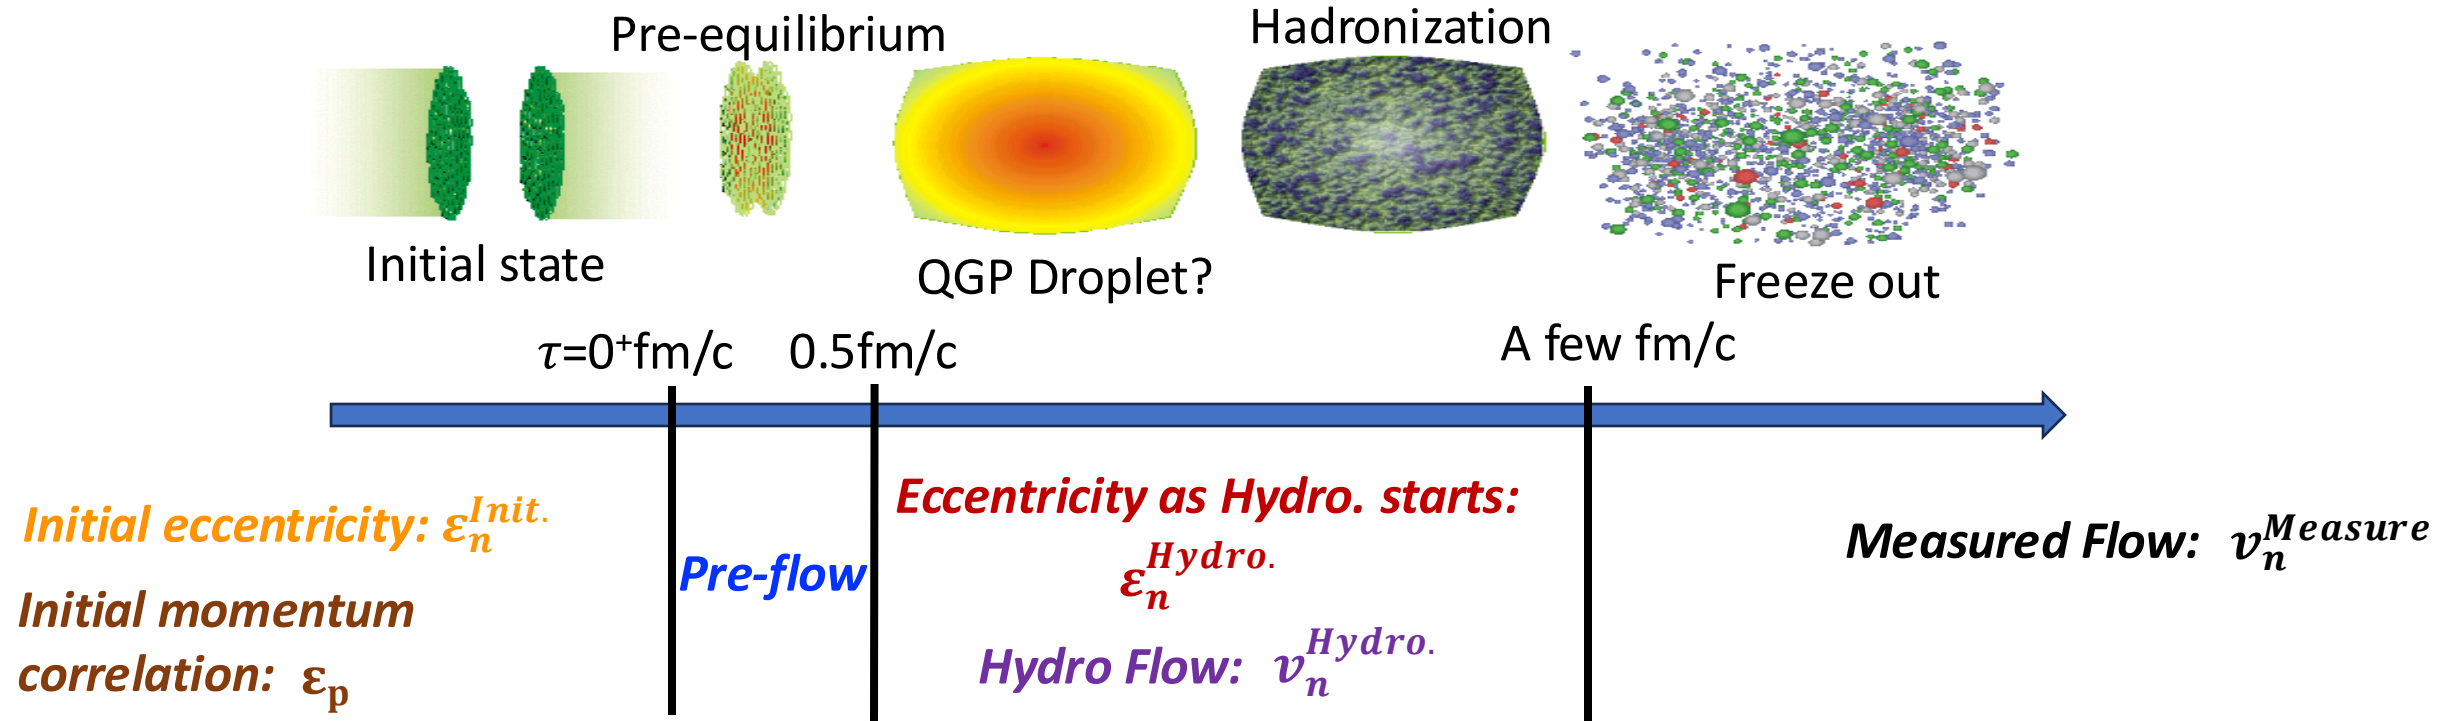 Pre-equilibrium
Hadronization
Initial state
QGP Droplet?
Freeze out
τ=0⁺fm/c
0.5fm/c
A few fm/c
Initial eccentricity: ε_n^{Init.}
Initial momentum
correlation: ε_p
Pre-flow
Eccentricity as Hydro. starts:
ε_n^{Hydro.}
Hydro Flow: v_n^{Hydro.}
Measured Flow: v_n^{Measure}